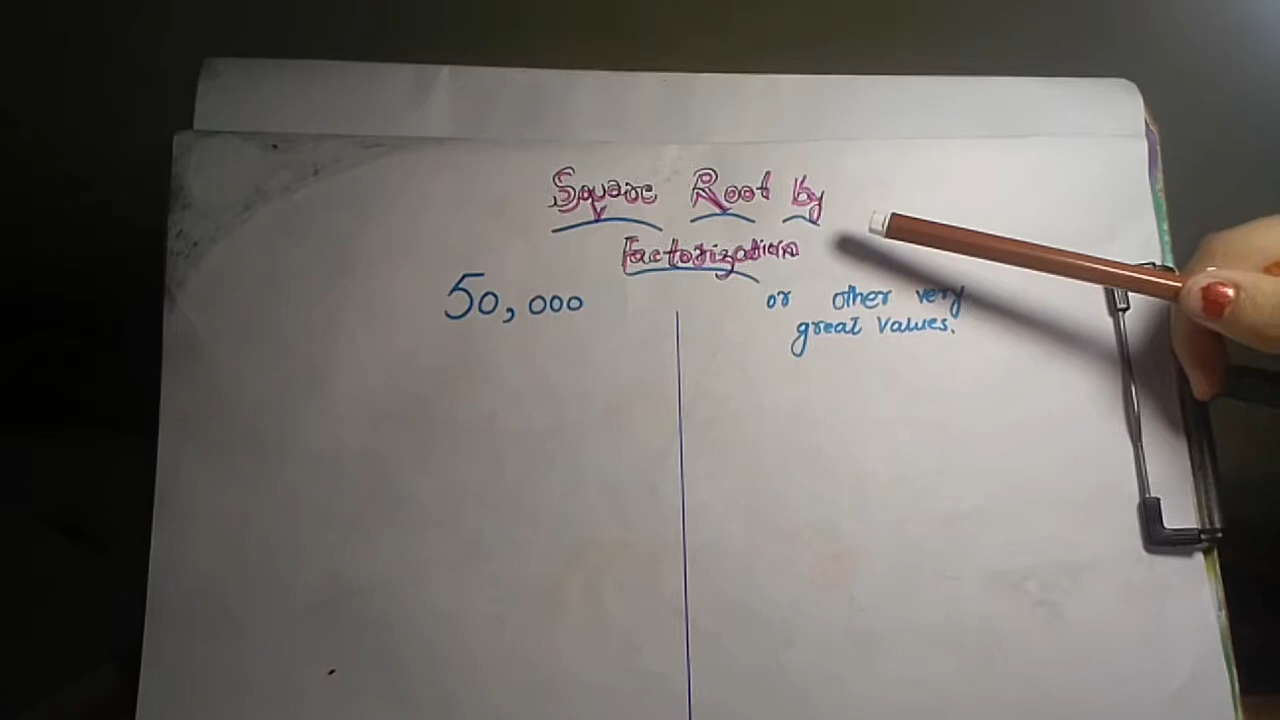 Square Root by
Factorization
50,000
or other very
great values.